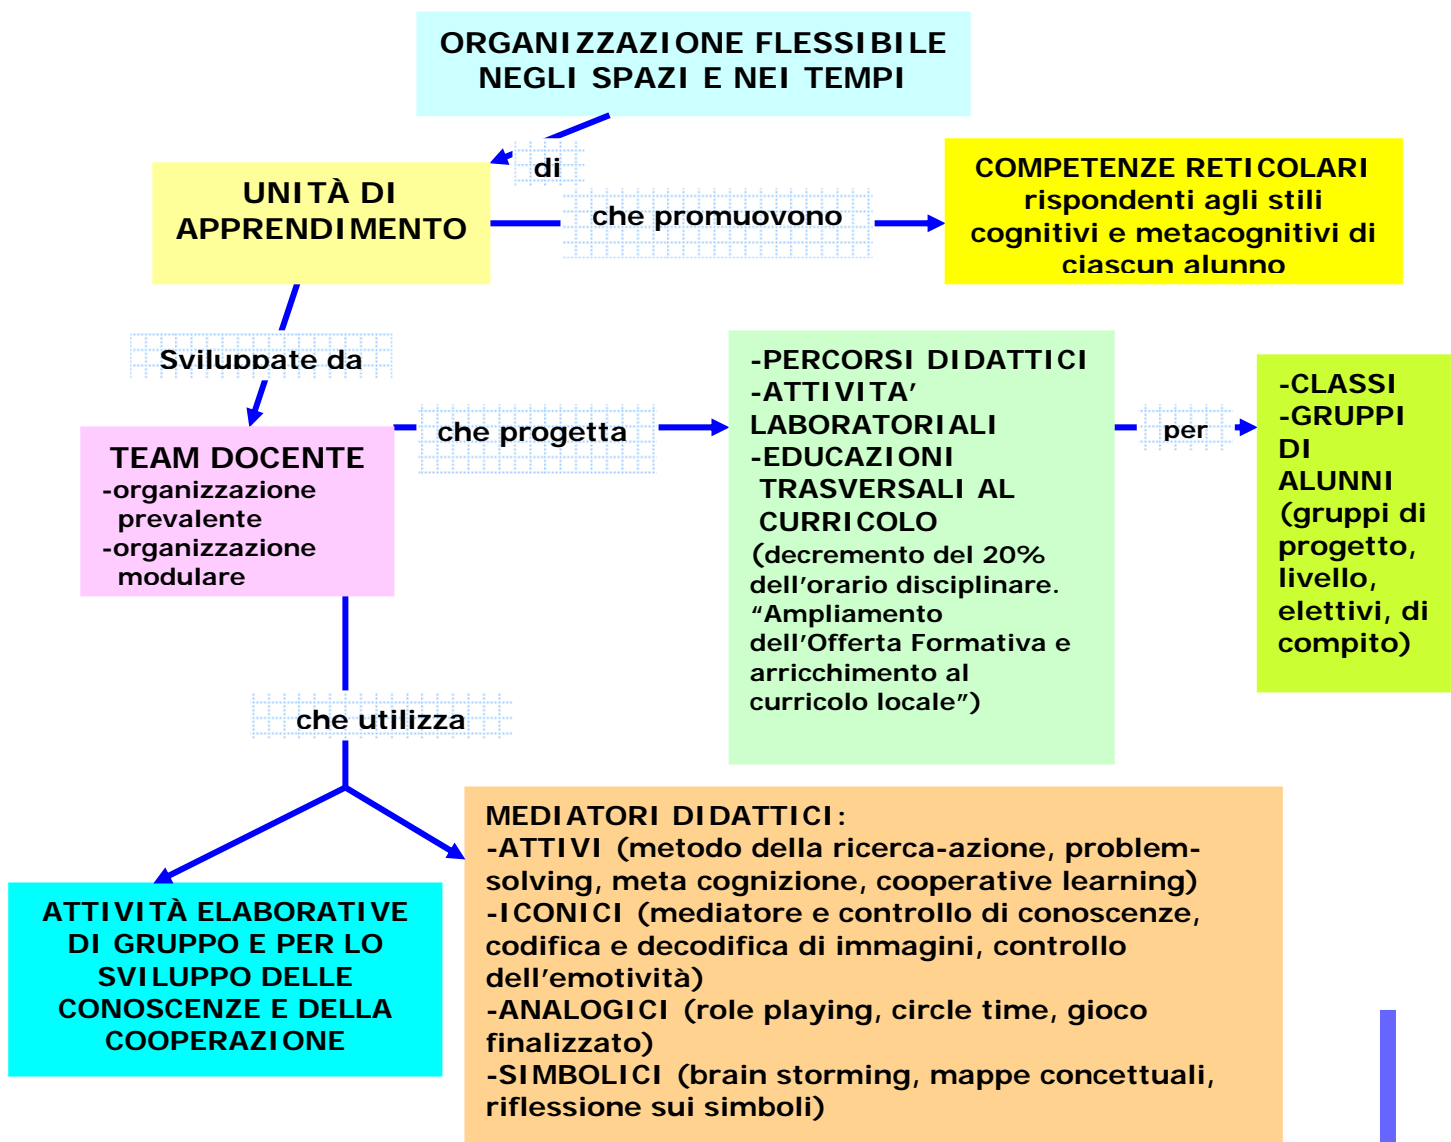 ORGANIZZAZIONE FLESSIBILE
NEGLI SPAZI E NEI TEMPI
di
UNITÀ DI
APPRENDIMENTO
che promuovono
COMPETENZE RETICOLARI
rispondenti agli stili
cognitivi e metacognitivi di
ciascun alunno
Sviluppate da
TEAM DOCENTE
-organizzazione
prevalente
-organizzazione
modulare
che progetta
-PERCORSI DIDATTICI
-ATTIVITA’
LABORATORIALI
-EDUCAZIONI
TRASVERSALI AL
CURRICOLO
(decremento del 20%
dell’orario disciplinare.
“Ampliamento
dell’Offerta Formativa e
arricchimento al
curricolo locale”)
per
-CLASSI
-GRUPPI
DI
ALUNNI
(gruppi di
progetto,
livello,
elettivi, di
compito)
che utilizza
ATTIVITÀ ELABORATIVE
DI GRUPPO E PER LO
SVILUPPO DELLE
CONOSCENZE E DELLA
COOPERAZIONE
MEDIATORI DIDATTICI:
-ATTIVI (metodo della ricerca-azione, problem-
solving, meta cognizione, cooperative learning)
-ICONICI (mediatore e controllo di conoscenze,
codifica e decodifica di immagini, controllo
dell’emotività)
-ANALOGICI (role playing, circle time, gioco
finalizzato)
-SIMBOLICI (brain storming, mappe concettuali,
riflessione sui simboli)